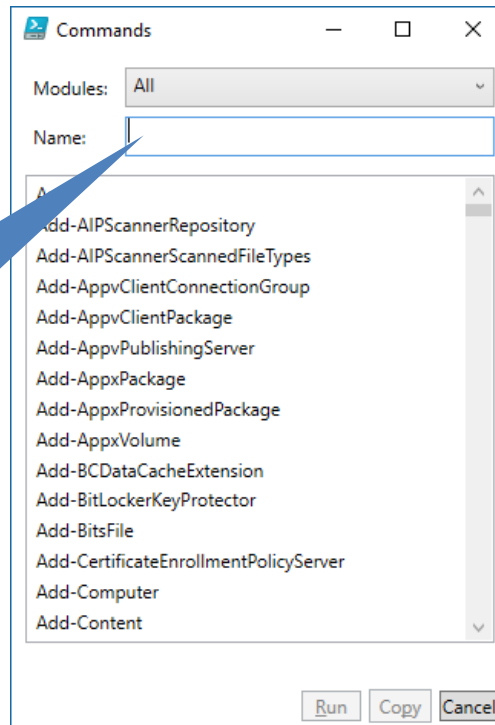 Commands
Modules: All
Name:
A
Add-AIPScannerRepository
Add-AIPScannerScannedFileTypes
Add-AppvClientConnectionGroup
Add-AppvClientPackage
Add-AppvPublishingServer
Add-AppxPackage
Add-AppxProvisionedPackage
Add-AppxVolume
Add-BCDataCacheExtension
Add-BitLockerKeyProtector
Add-BitsFile
Add-CertificateEnrollmentPolicyServer
Add-Computer
Add-Content
Run Copy Cancel